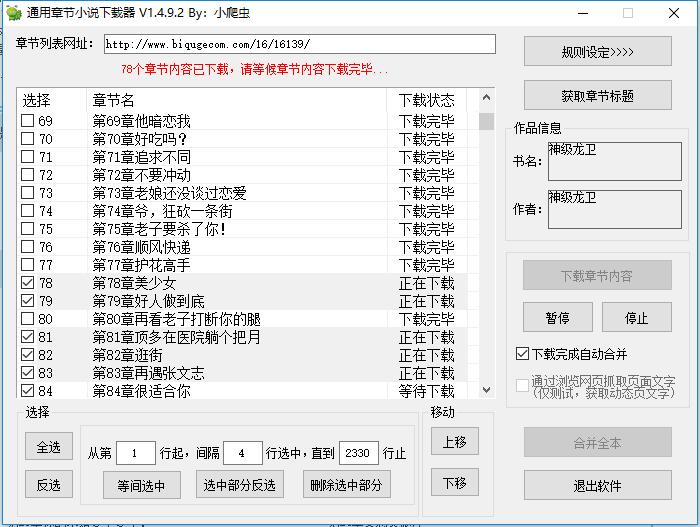 通用章节小说下载器 V1.4.9.2 By：小爬虫
章节列表网址：
http://www.biqugecom.com/16/16139/
78个章节内容已下载，请等候章节内容下载完毕...
规则设定>>>>
获取章节标题
选择 章节名 下载状态
69 第69章他暗恋我 下载完毕
70 第70章好吃吗？ 下载完毕
71 第71章追求不同 下载完毕
72 第72章不要冲动 下载完毕
73 第73章老娘还没谈过恋爱 下载完毕
74 第74章爷，狂砍一条街 下载完毕
75 第75章老子要杀了你！ 下载完毕
76 第76章顺风快递 下载完毕
77 第77章护花高手 下载完毕
78 第78章美少女 正在下载
79 第79章好人做到底 正在下载
80 第80章再看老子打断你的腿 下载完毕
81 第81章顶多在医院躺个把月 正在下载
82 第82章逛街 正在下载
83 第83章再遇张文志 正在下载
84 第84章很适合你 等待下载
作品信息
书名：
神级龙卫
作者：
神级龙卫
下载章节内容
暂停 停止
下载完成自动合并
通过浏览网页抓取页面文字
（仅测试，获取动态页文字）
合并全本
退出软件
选择
全选
反选
从第 1 行起，间隔 4 行选中，直到 2330 行止
等间选中 选中部分反选 删除选中部分
移动
上移
下移